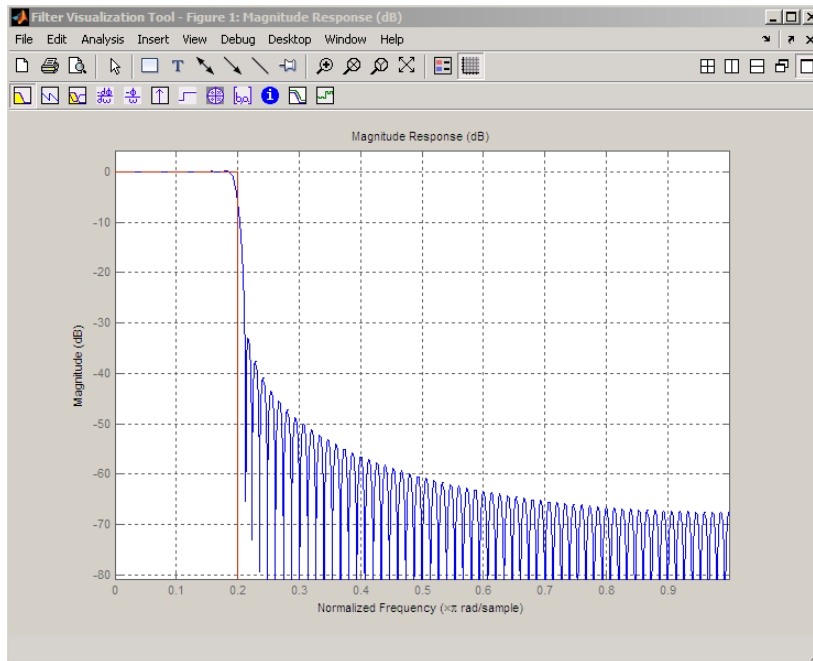 Filter Visualization Tool - Figure 1: Magnitude Response (dB)
File Edit Analysis Insert View Debug Desktop Window Help
Magnitude Response (dB)
0
-10
-20
-30
-40
-50
-60
-70
-80
Magnitude (dB)
0 0.1 0.2 0.3 0.4 0.5 0.6 0.7 0.8 0.9
Normalized Frequency (×π rad/sample)